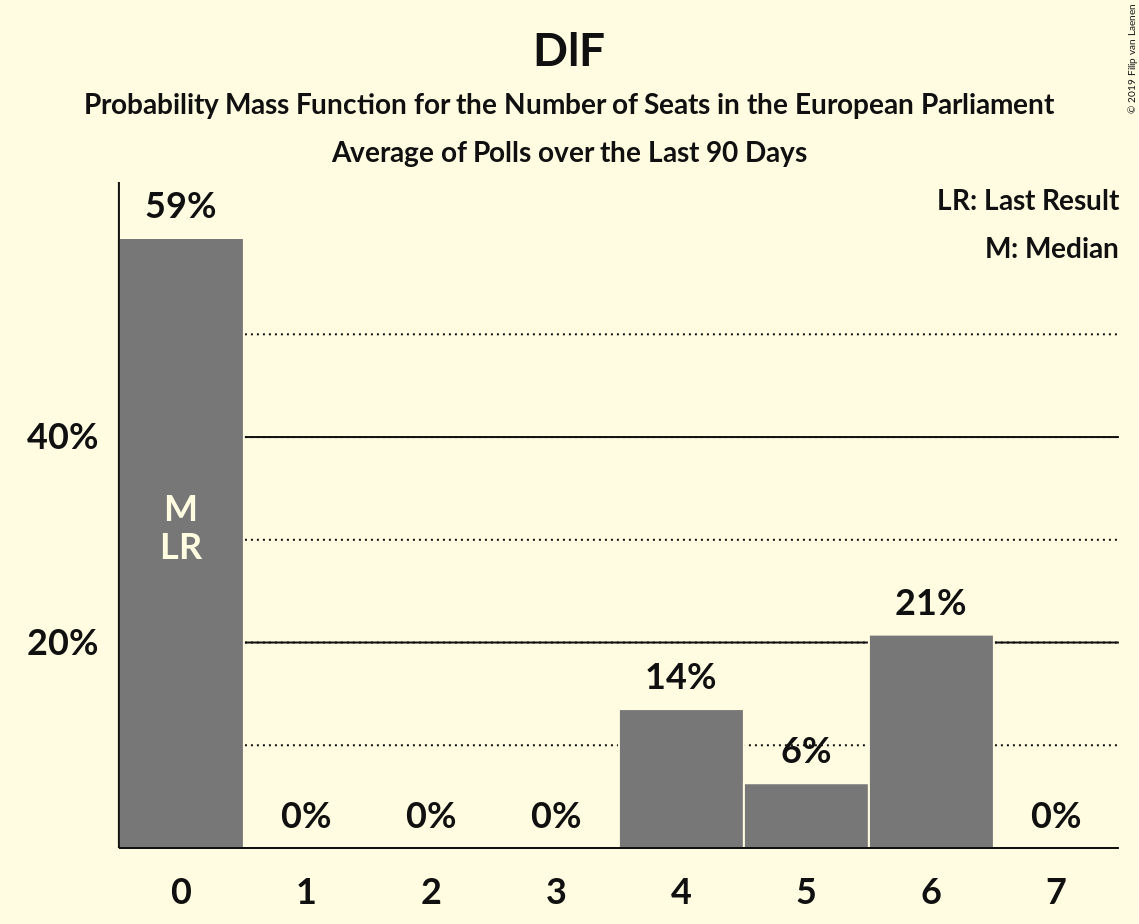 DIF
Probability Mass Function for the Number of Seats in the European Parliament
Average of Polls over the Last 90 Days
© 2019 Filip van Laenen
LR: Last Result
M: Median
59%
40%
M
LR
21%
20%
14%
6%
0%
0%
0%
0%
0
1
2
3
4
5
6
7